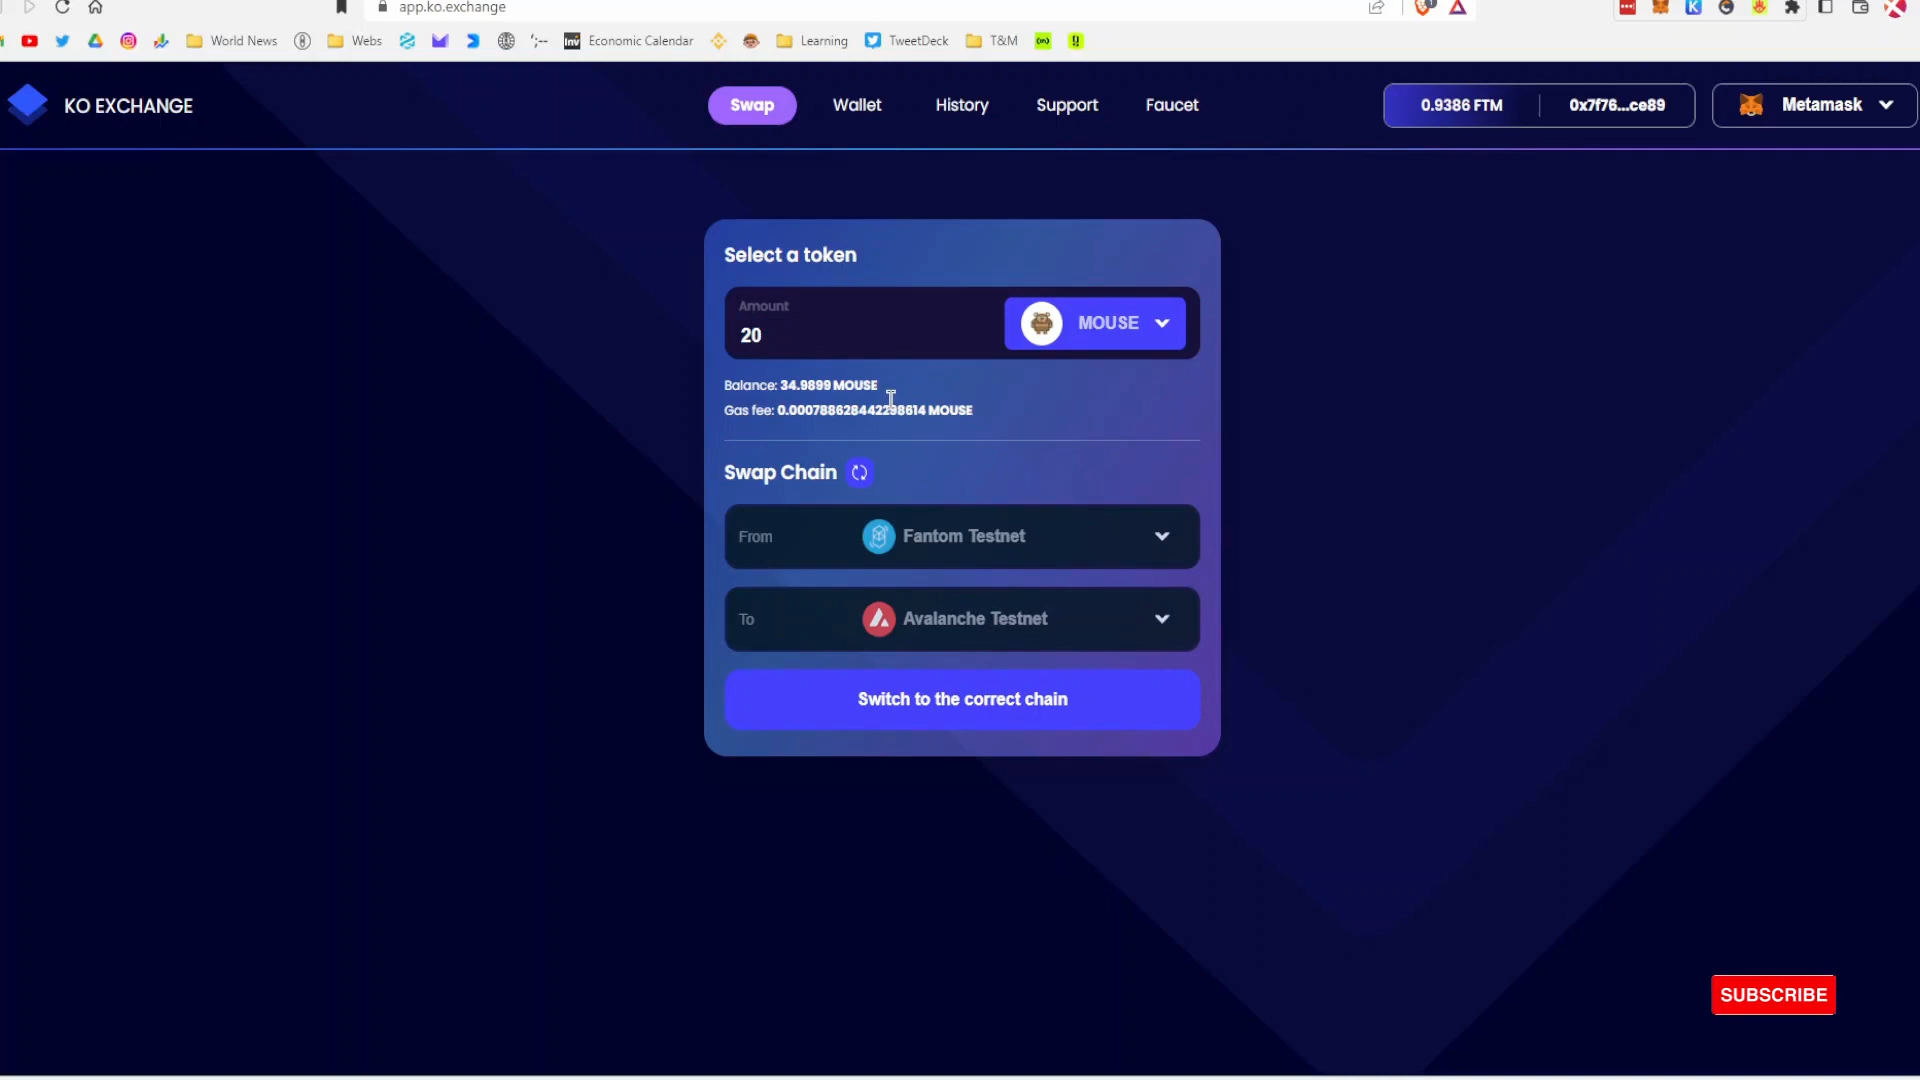 app.ko.exchange
World News
Webs
Economic Calendar
Learning
TweetDeck
T&M
KO EXCHANGE
Swap
Wallet
History
Support
Faucet
0.9386 FTM
0x7f76...ce89
Metamask
Select a token
Amount
20
MOUSE
Balance: 34.9899 MOUSE
Gas fee: 0.000788628442298614 MOUSE
Swap Chain
From
Fantom Testnet
To
Avalanche Testnet
Switch to the correct chain
SUBSCRIBE